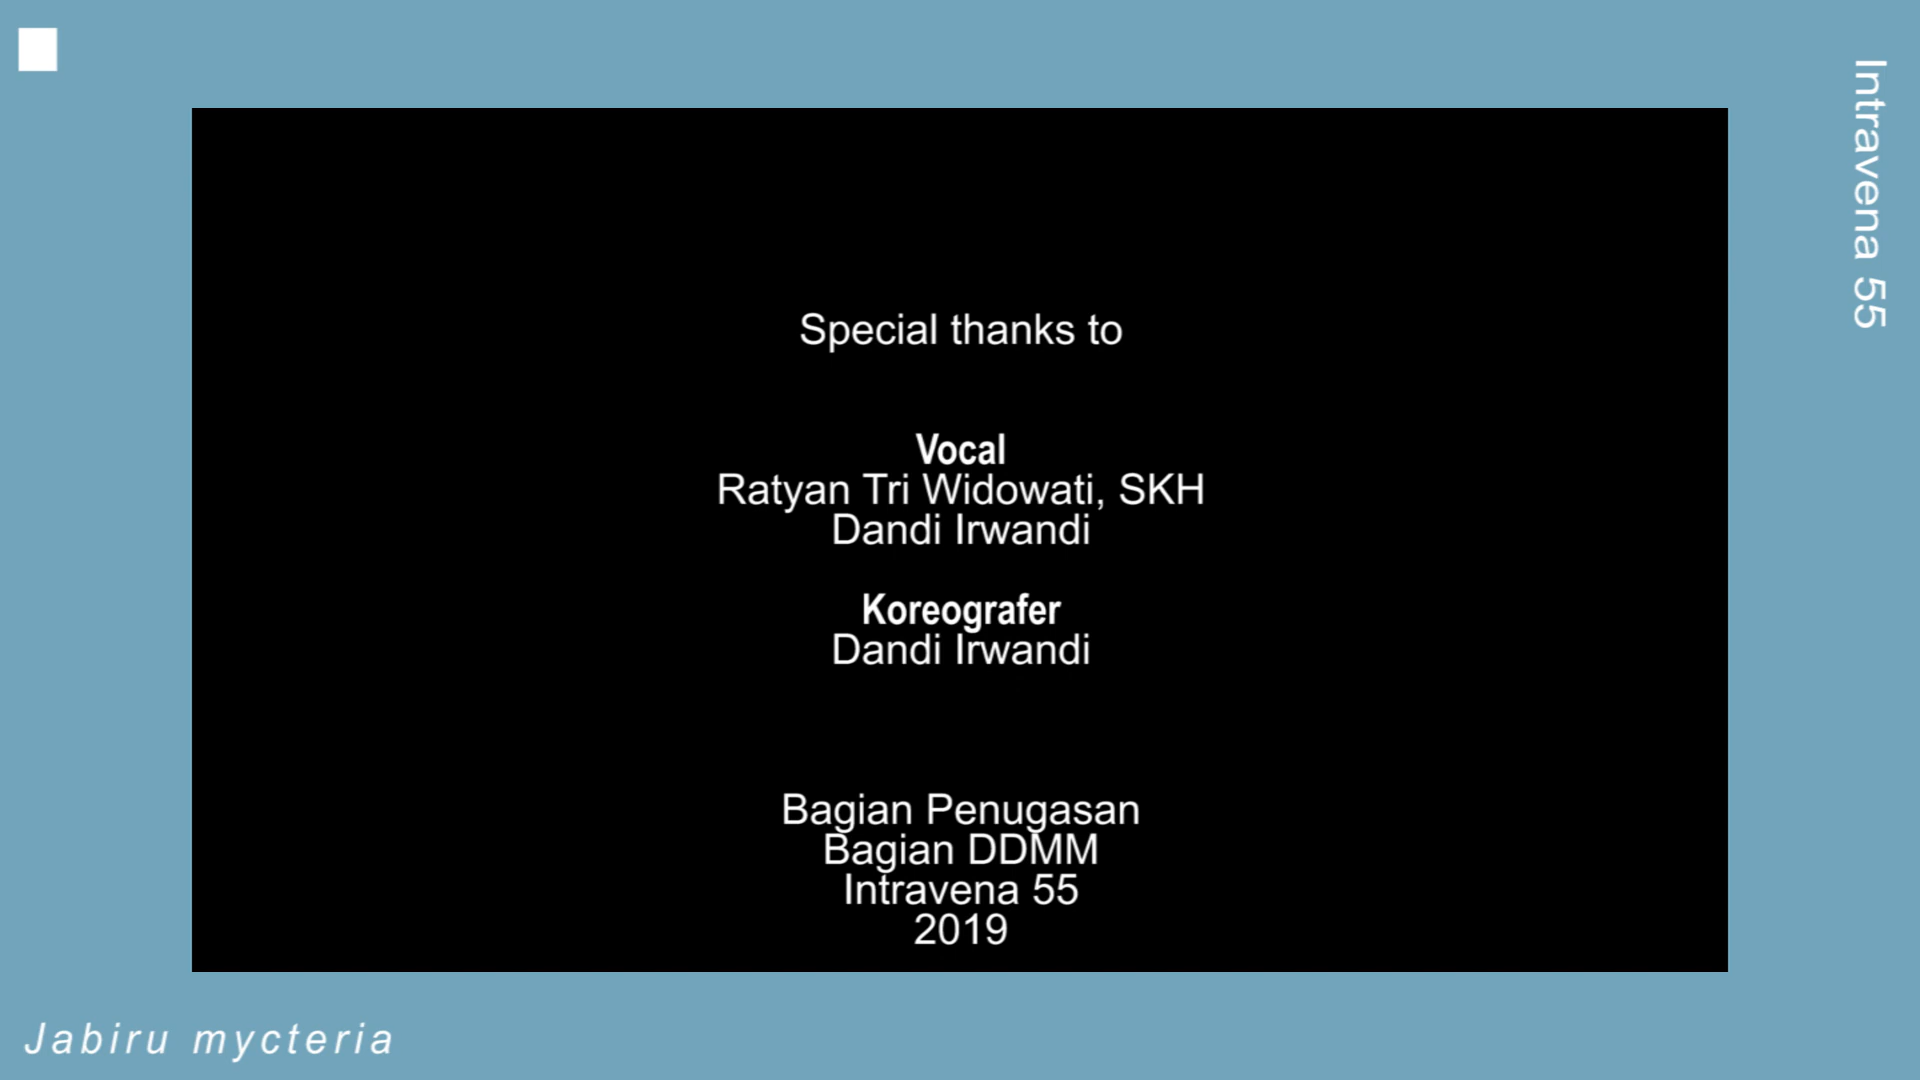 Intravena 55
Special thanks to
Vocal
Ratyan Tri Widowati, SKH
Dandi Irwandi
Koreografer
Dandi Irwandi
Bagian Penugasan
Bagian DDMM
Intravena 55
2019
Jabiru mycteria